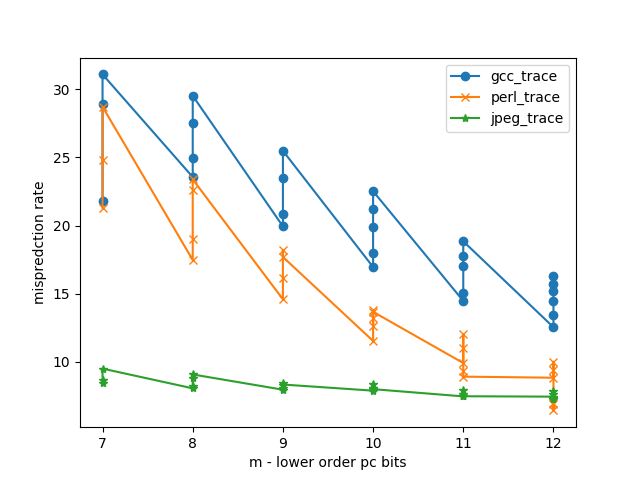 gcc_trace
perl_trace
jpeg_trace
30
25
20
15
10
mispredction rate
7 8 9 10 11 12
m - lower order pc bits